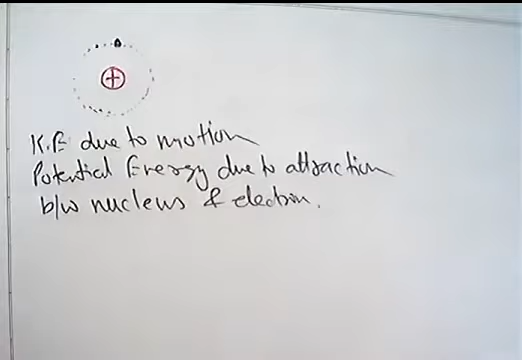 +
K.E due to motion
Potential Energy due to attraction
b/w nucleus & electron.